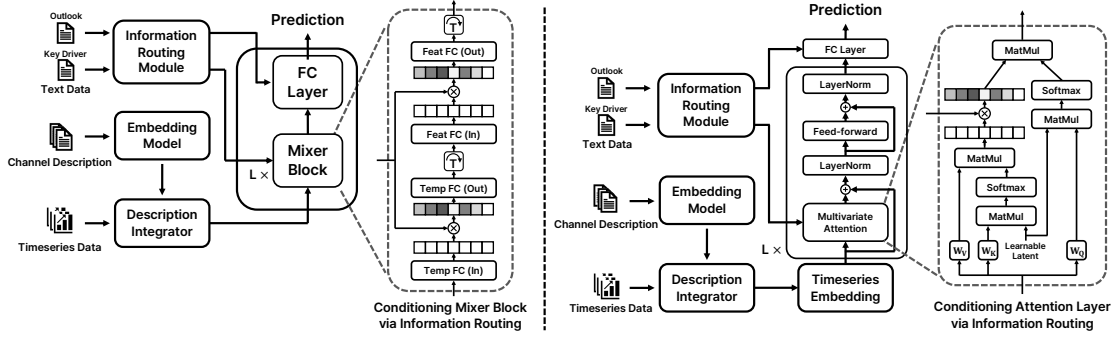 Outlook
Key Driver
Text Data
Information
Routing
Module
Channel Description
Embedding
Model
Timeseries Data
Description
Integrator
Prediction
FC
Layer
Mixer
Block
L ×
T
Feat FC (Out)
Feat FC (In)
T
Temp FC (Out)
Temp FC (In)
Conditioning Mixer Block
via Information Routing
Prediction
FC Layer
LayerNorm
Feed-forward
LayerNorm
Multivariate
Attention
L ×
Outlook
Key Driver
Text Data
Information
Routing
Module
Channel Description
Embedding
Model
Timeseries Data
Description
Integrator
Timeseries
Embedding
MatMul
Softmax
MatMul
MatMul
Softmax
MatMul
Learnable
Latent
WV
WK
WQ
Conditioning Attention Layer
via Information Routing